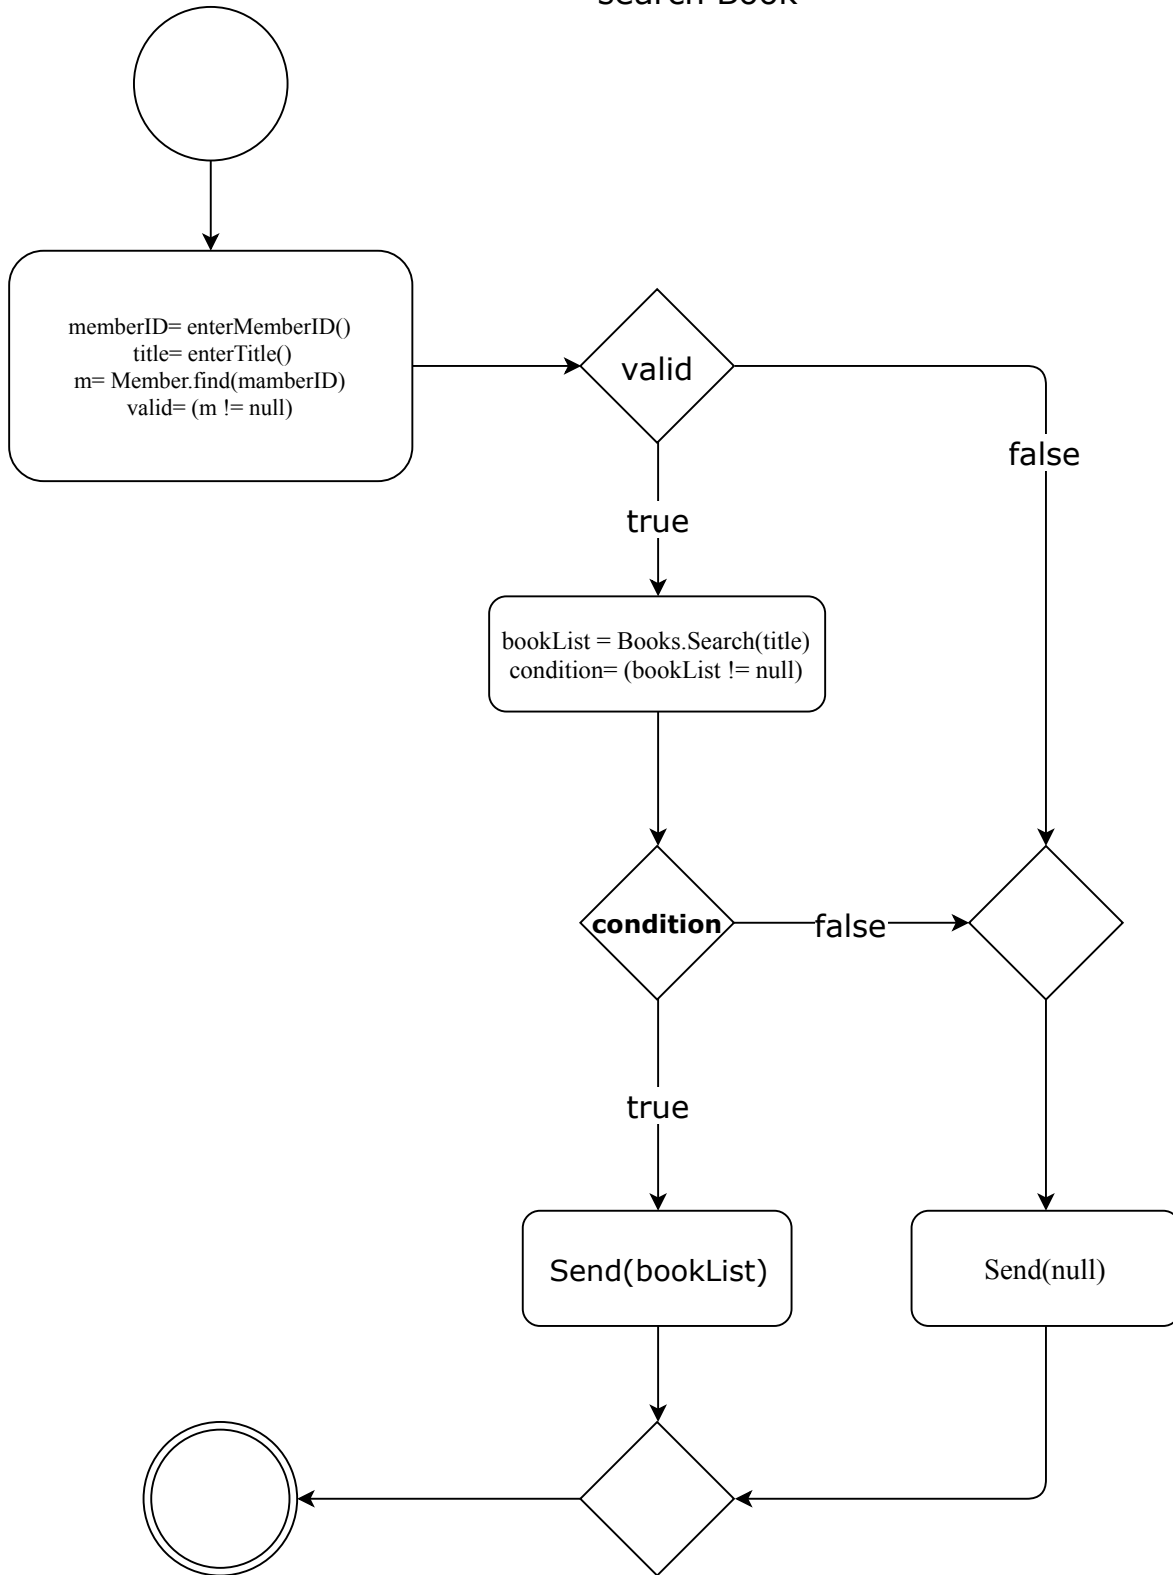 search Book
memberID= enterMemberID()
title= enterTitle()
m= Member.find(mamberID)
valid= (m != null)
valid
false
true
bookList = Books.Search(title)
condition= (bookList != null)
condition
false
true
Send(bookList)
Send(null)